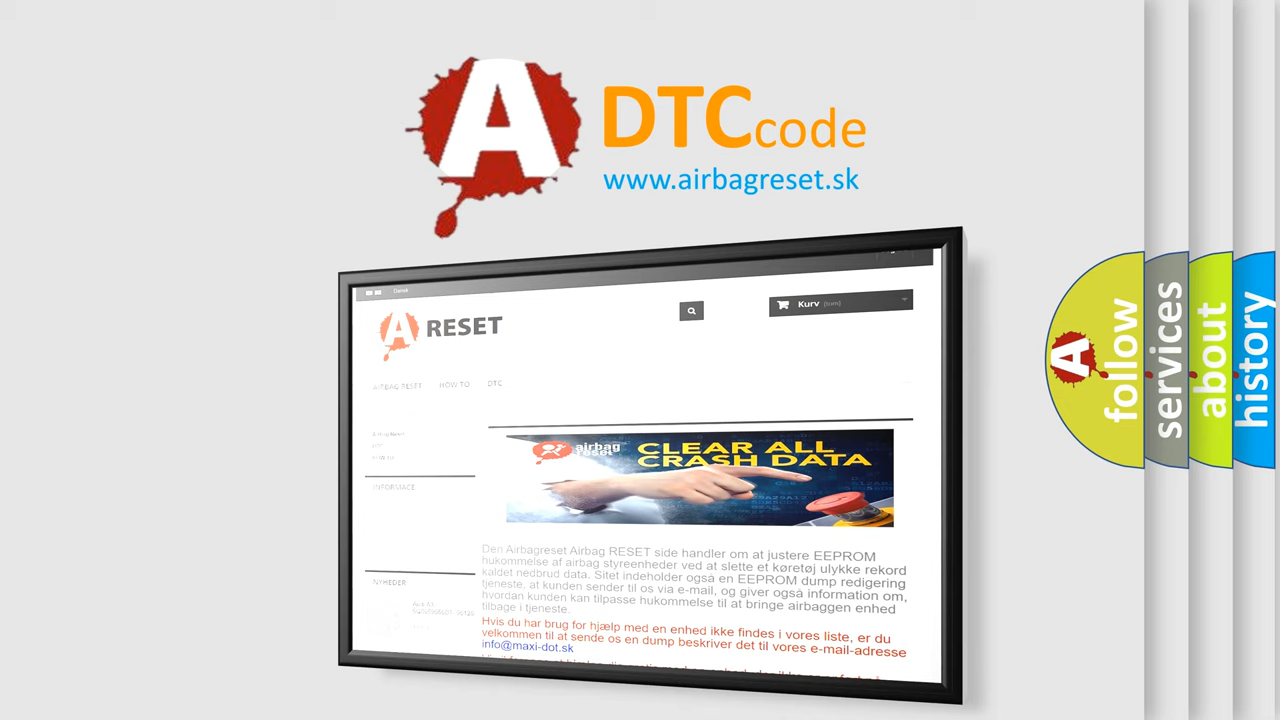 A
DTCcode
www.airbagreset.sk
Dansk
A RESET
Kurv (tom)
AIRBAG RESET HOW TO DTC
INFORMACE
airbag
reset
CLEAR ALL
CRASH DATA
Den Airbagreset Airbag RESET side handler om at justere EEPROM
hukommelse af airbag styreenheder ved at slette et køretøj ulykke rekord
kaldet nedbrud data. Sitet indeholder også en EEPROM dump redigering
tjeneste, at kunden sender til os via e-mail, og giver også information om,
hvordan kunden kan tilpasse hukommelse til at bringe airbaggen enhed
tilbage i tjeneste.
Hvis du har brug for hjælp med en enhed ikke findes i vores liste, er du
velkommen til at sende os en dump beskriver det til vores e-mail-adresse
info@maxi-dot.sk
NYHEDER
A
follow
services
about
history